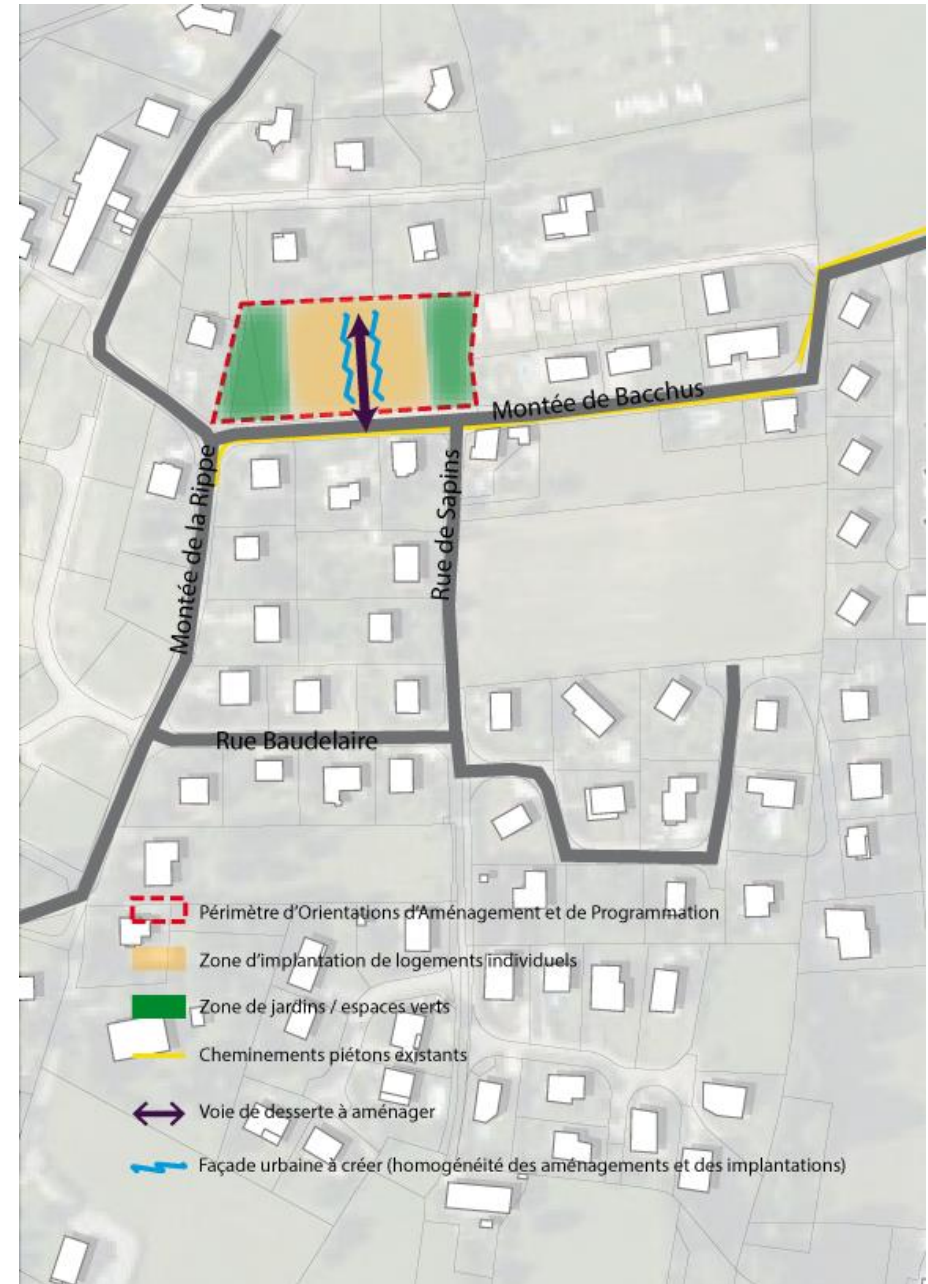 Montée de Bacchus
Montée de la Rippe
Rue de Sapins
Rue Baudelaire
Périmètre d'Orientations d'Aménagement et de Programmation
Zone d'implantation de logements individuels
Zone de jardins / espaces verts
Cheminements piétons existants
Voie de desserte à aménager
Façade urbaine à créer (homogénéité des aménagements et des implantations)